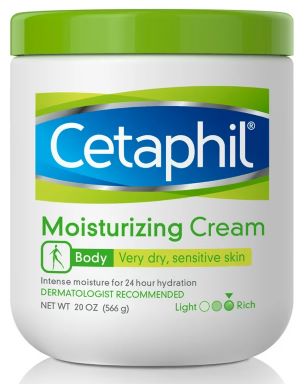 Cetaphil®
Moisturizing Cream
Body Very dry, sensitive skin
Intense moisture for 24 hour hydration
DERMATOLOGIST RECOMMENDED
NET WT 20 OZ (566 g)
Light Rich